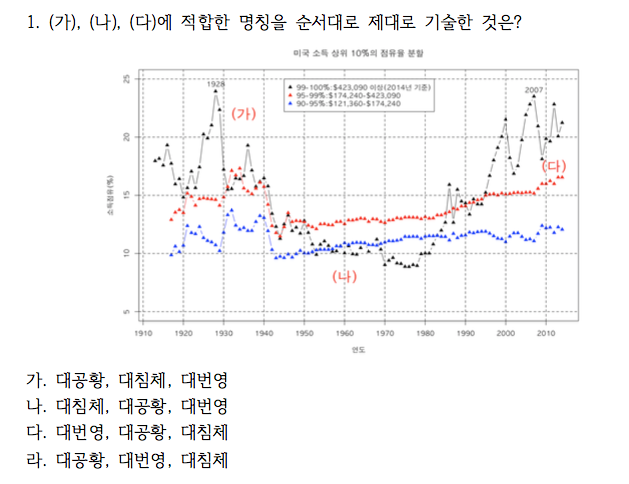 1. (가), (나), (다)에 적합한 명칭을 순서대로 제대로 기술한 것은?
미국 소득 상위 10%의 점유율 분할
25
20
15
10
5
소득점유(%)
1928
(가)
99-100%:$423,090 이상(2014년 기준)
95-99%:$174,240-$423,090
90-95%:$121,360-$174,240
2007
(다)
(나)
1910 1920 1930 1940 1950 1960 1970 1980 1990 2000 2010
연도
가. 대공황, 대침체, 대번영
나. 대침체, 대공황, 대번영
다. 대번영, 대공황, 대침체
라. 대공황, 대번영, 대침체